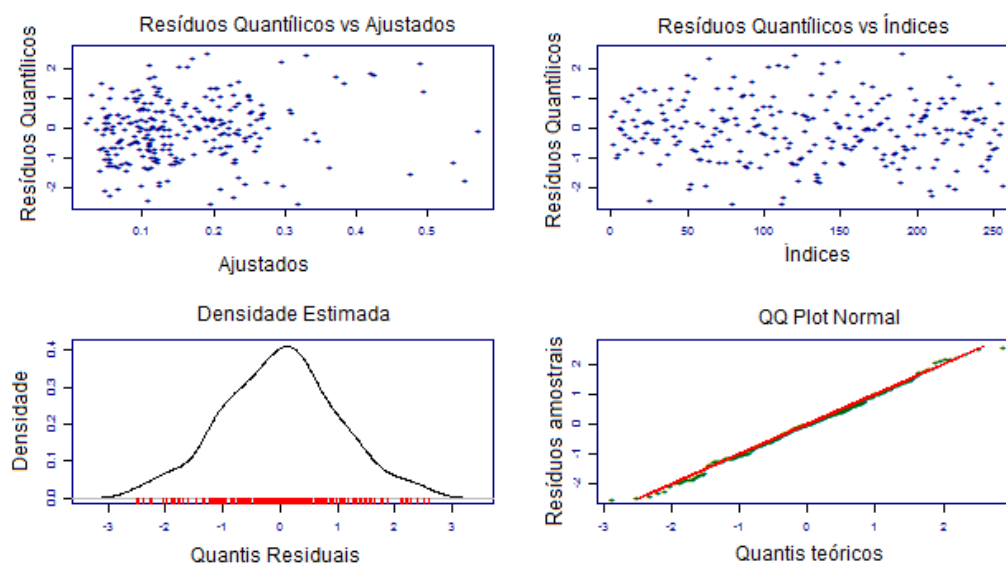 Resíduos Quantílicos vs Ajustados
Resíduos Quantílicos
2
1
0
-1
-2
0.1 0.2 0.3 0.4 0.5
Ajustados
Resíduos Quantílicos vs Índices
Resíduos Quantílicos
2
1
0
-1
-2
0 50 100 150 200 250
Índices
Densidade Estimada
Densidade
0.4
0.3
0.2
0.1
0.0
-3 -2 -1 0 1 2 3
Quantis Residuais
QQ Plot Normal
Resíduos amostrais
2
1
0
-1
-2
-3 -2 -1 0 1 2
Quantis teóricos